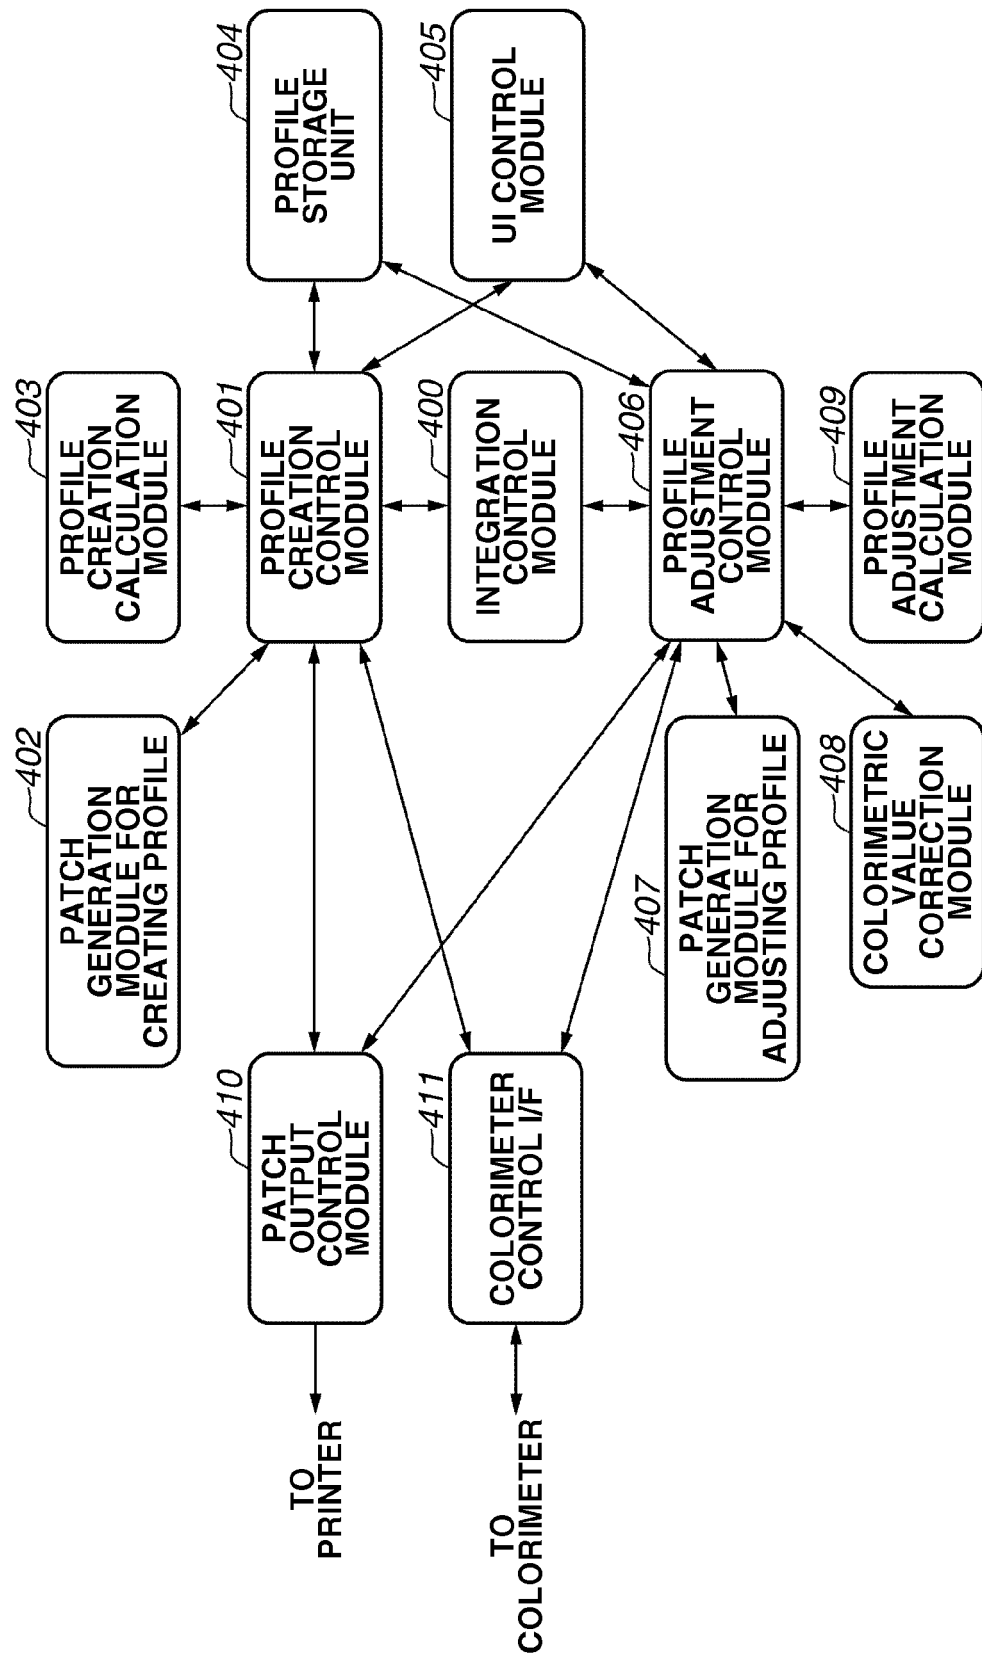 403
PROFILE
CREATION
CALCULATION
MODULE
402
PATCH
GENERATION
MODULE FOR
CREATING PROFILE
404
PROFILE
STORAGE
UNIT
401
PROFILE
CREATION
CONTROL
MODULE
410
PATCH
OUTPUT
CONTROL
MODULE
TO
PRINTER
405
UI CONTROL
MODULE
400
INTEGRATION
CONTROL
MODULE
411
COLORIMETER
CONTROL I/F
TO
COLORIMETER
406
PROFILE
ADJUSTMENT
CONTROL
MODULE
407
PATCH
GENERATION
MODULE FOR
ADJUSTING PROFILE
409
PROFILE
ADJUSTMENT
CALCULATION
MODULE
408
COLORIMETRIC
VALUE
CORRECTION
MODULE